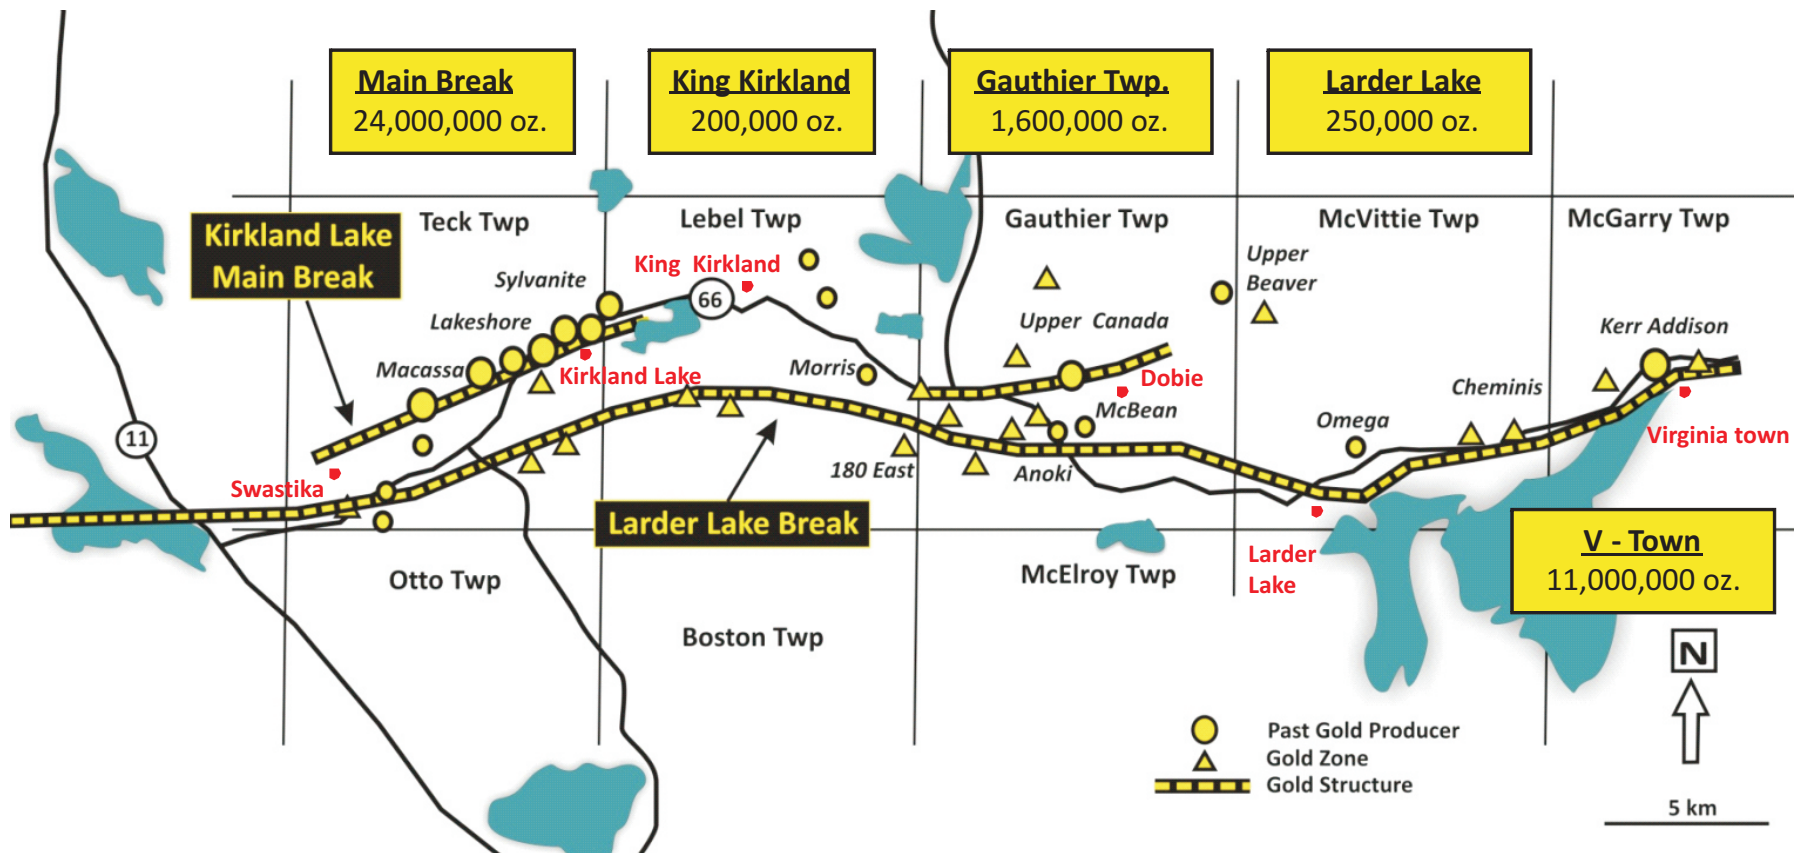 Main Break
24,000,000 oz.
King Kirkland
200,000 oz.
Gauthier Twp.
1,600,000 oz.
Larder Lake
250,000 oz.
Teck Twp
Lebel Twp
Gauthier Twp
McVittie Twp
McGarry Twp
Kirkland Lake
Main Break
Sylvanite
King Kirkland
66
Upper
Beaver
Lakeshore
Upper Canada
Kerr Addison
Macassa
Kirkland Lake
Morris
Dobie
McBean
Cheminis
Omega
Virginia town
11
180 East
Anoki
Swastika
Larder Lake Break
Otto Twp
McElroy Twp
Larder
Lake
V - Town
11,000,000 oz.
Boston Twp
N
Past Gold Producer
Gold Zone
Gold Structure
5 km